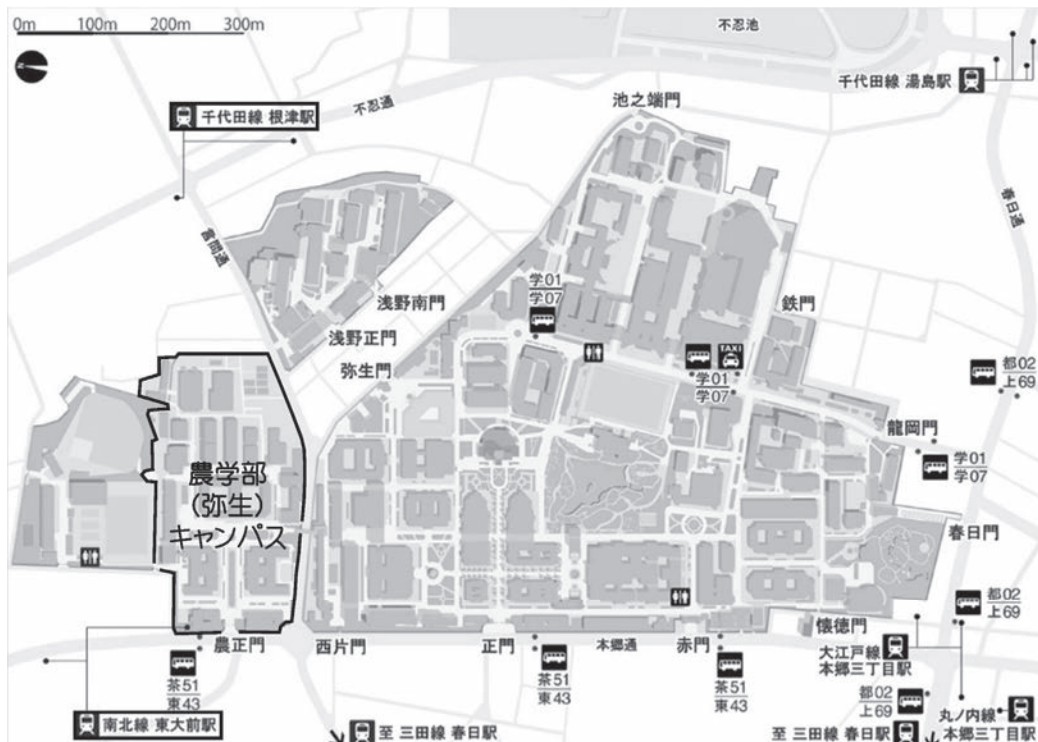 0m 100m 200m 300m
不忍池
千代田線 湯島駅
池之端門
不忍通
千代田線 根津駅
春日通
言問通
学01
学07
浅野南門
鉄門
浅野正門
TAXI
弥生門
学01
学07
都02
上69
龍岡門
学01
学07
農学部
(弥生)
キャンパス
春日門
都02
上69
懐徳門
農正門
西片門
正門
本郷通
赤門
大江戸線
本郷三丁目駅
茶51
東43
茶51
東43
茶51
東43
都02
上69
丸ノ内線
本郷三丁目駅
南北線 東大前駅
至 三田線 春日駅
至 三田線 春日駅